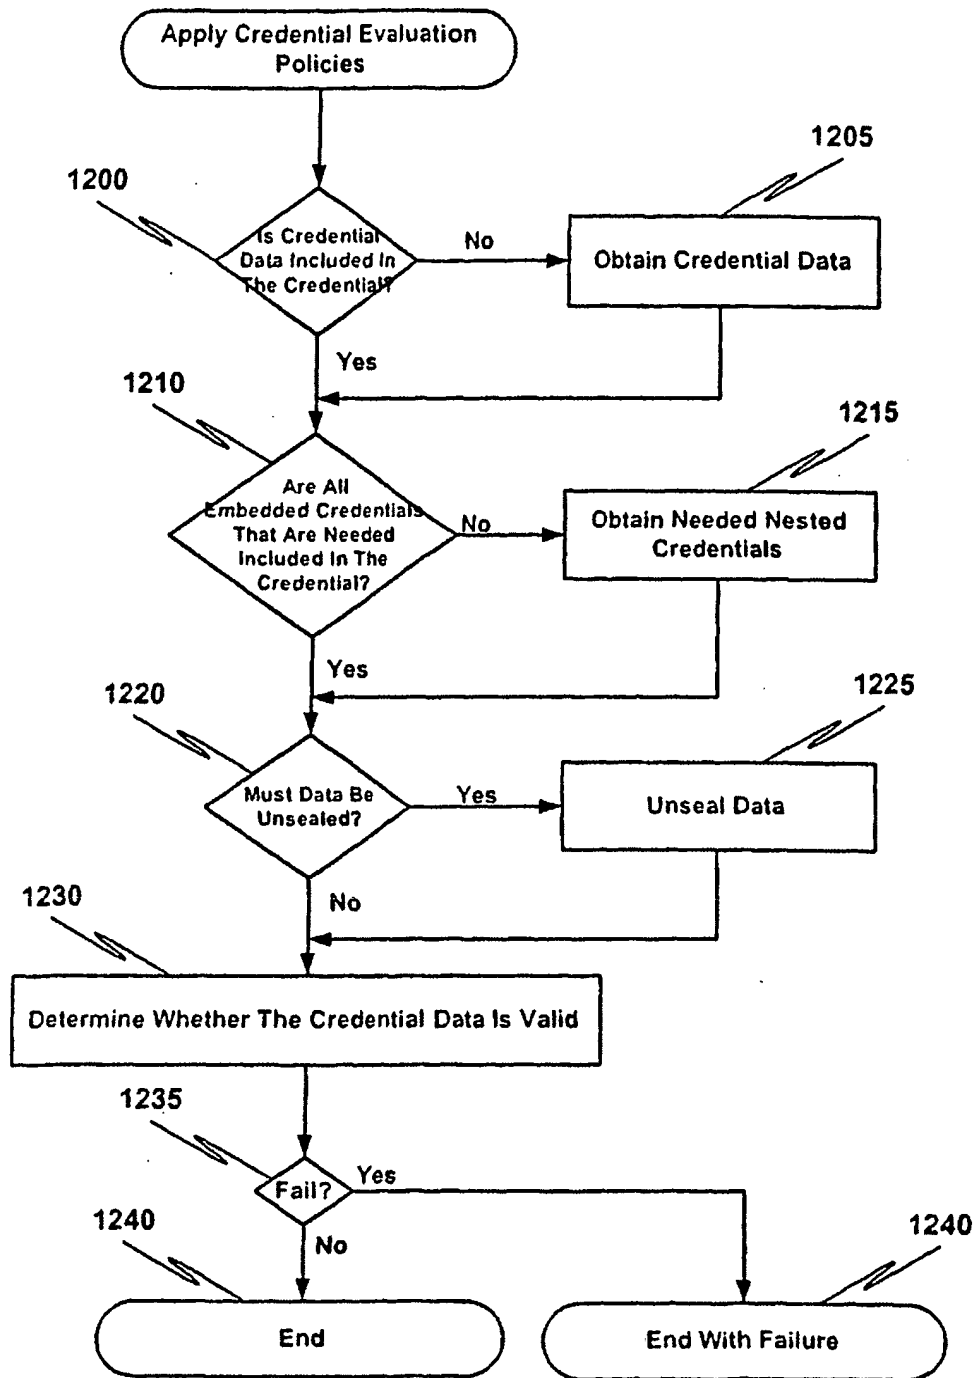 Apply Credential Evaluation
Policies
1205
1200
Is Credential
Data Included In
The Credential?
No
Obtain Credential Data
Yes
1210
1215
Are All
Embedded Credentials
That Are Needed
Included In The
Credential?
No
Obtain Needed Nested
Credentials
Yes
1220
1225
Must Data Be
Unsealed?
Yes
Unseal Data
No
1230
Determine Whether The Credential Data Is Valid
1235
Fail?
Yes
No
1240
1240
End
End With Failure